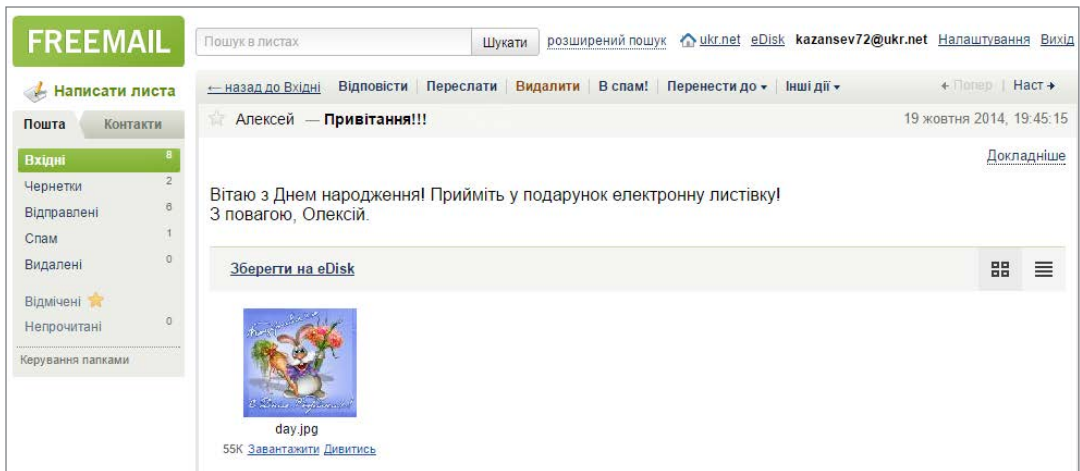 FREEMAIL
Пошук в листах Шукати розширений пошук ukr.net eDisk kazansev72@ukr.net Налаштування Вихід
Написати листа
← назад до Вхідні Відповісти Переслати Видалити В спам! Перенести до Інші дії ← Попер Наст →
Пошта Контакти
Алексей — Привітання!!! 19 жовтня 2014, 19:45:15
Вхідні 8
Чернетки 2
Відправлені 6
Спам 1
Видалені 0
Відмічені
Непрочитані 0
Керування папками
Докладніше
Вітаю з Днем народження! Прийміть у подарунок електронну листівку!
З повагою, Олексій.
Зберегти на eDisk
С Днем Рождения!
day.jpg
55K Завантажити Дивитись